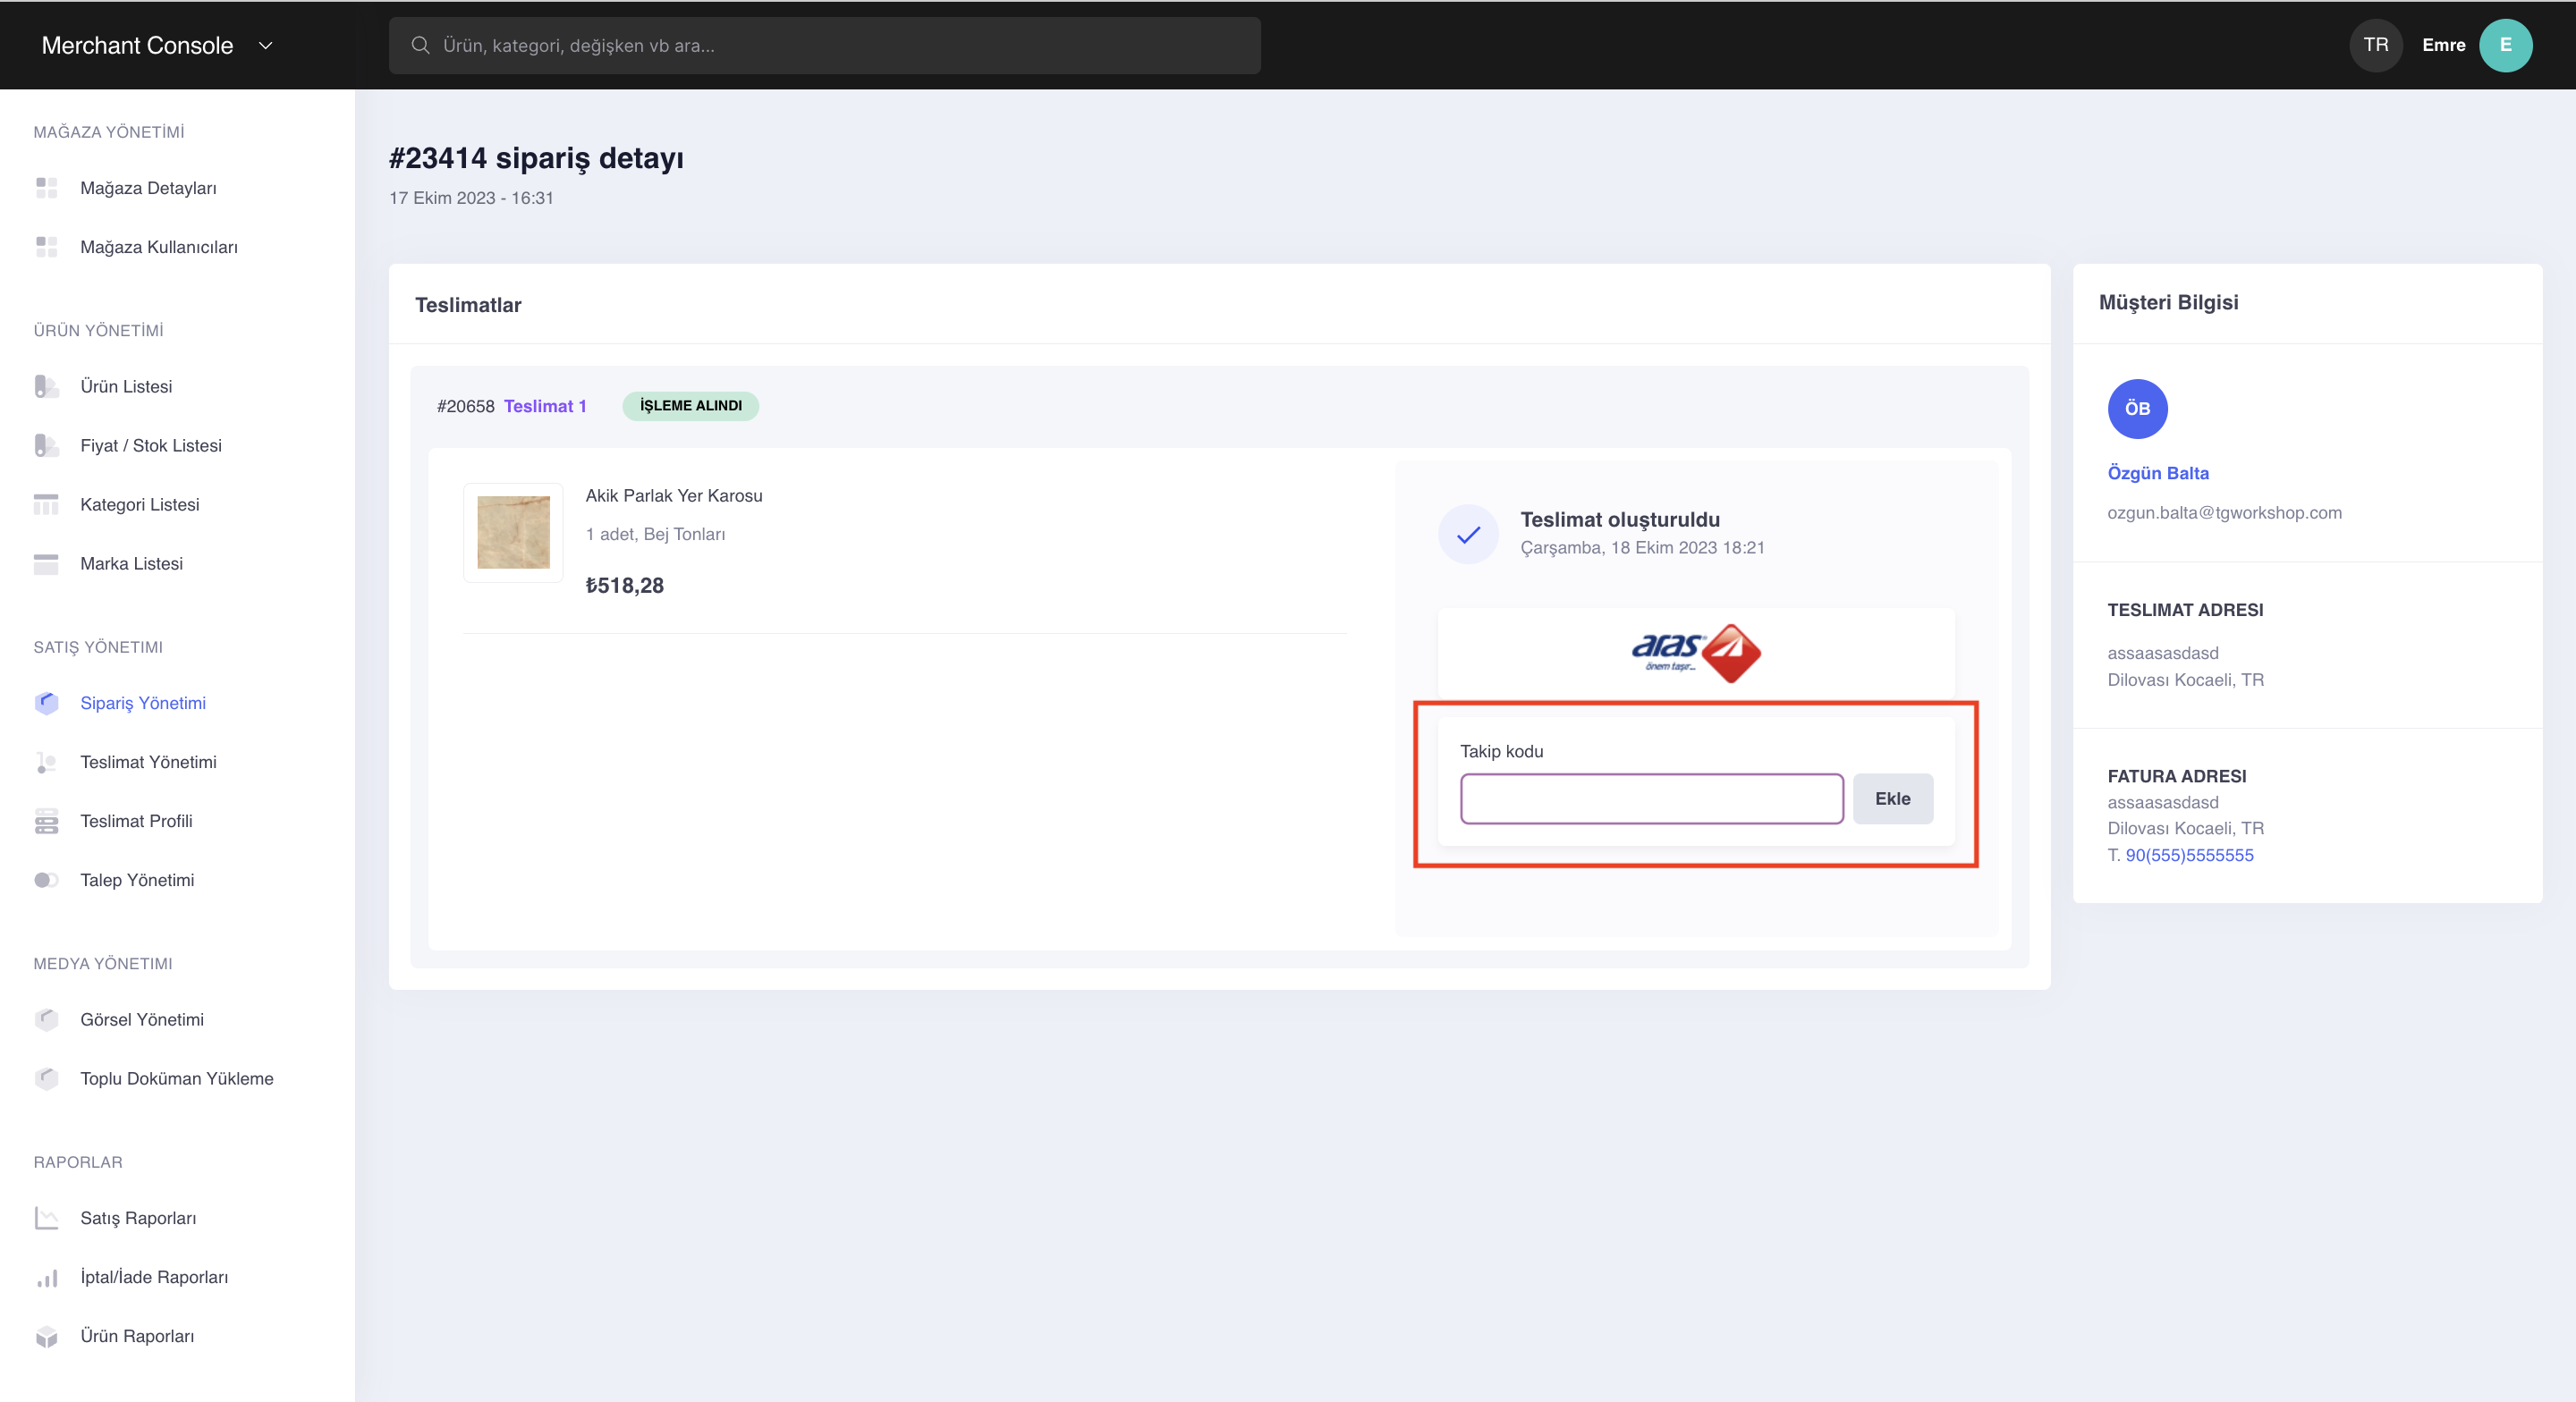 Merchant Console
Ürün, kategori, değişken vb ara...
TR
Emre
E
MAĞAZA YÖNETİMİ
Mağaza Detayları
Mağaza Kullanıcıları
ÜRÜN YÖNETİMİ
Ürün Listesi
Fiyat / Stok Listesi
Kategori Listesi
Marka Listesi
SATIŞ YÖNETIMI
Sipariş Yönetimi
Teslimat Yönetimi
Teslimat Profili
Talep Yönetimi
MEDYA YÖNETIMI
Görsel Yönetimi
Toplu Doküman Yükleme
RAPORLAR
Satış Raporları
İptal/İade Raporları
Ürün Raporları
#23414 sipariş detayı
17 Ekim 2023 - 16:31
Teslimatlar
#20658 Teslimat 1 İŞLEME ALINDI
Akik Parlak Yer Karosu
1 adet, Bej Tonları
₺518,28
Teslimat oluşturuldu
Çarşamba, 18 Ekim 2023 18:21
aras
önem taşır...
Takip kodu
Ekle
Müşteri Bilgisi
ÖB
Özgün Balta
ozgun.balta@tgworkshop.com
TESLIMAT ADRESI
assaasasdasd
Dilovası Kocaeli, TR
FATURA ADRESI
assaasasdasd
Dilovası Kocaeli, TR
T. 90(555)5555555